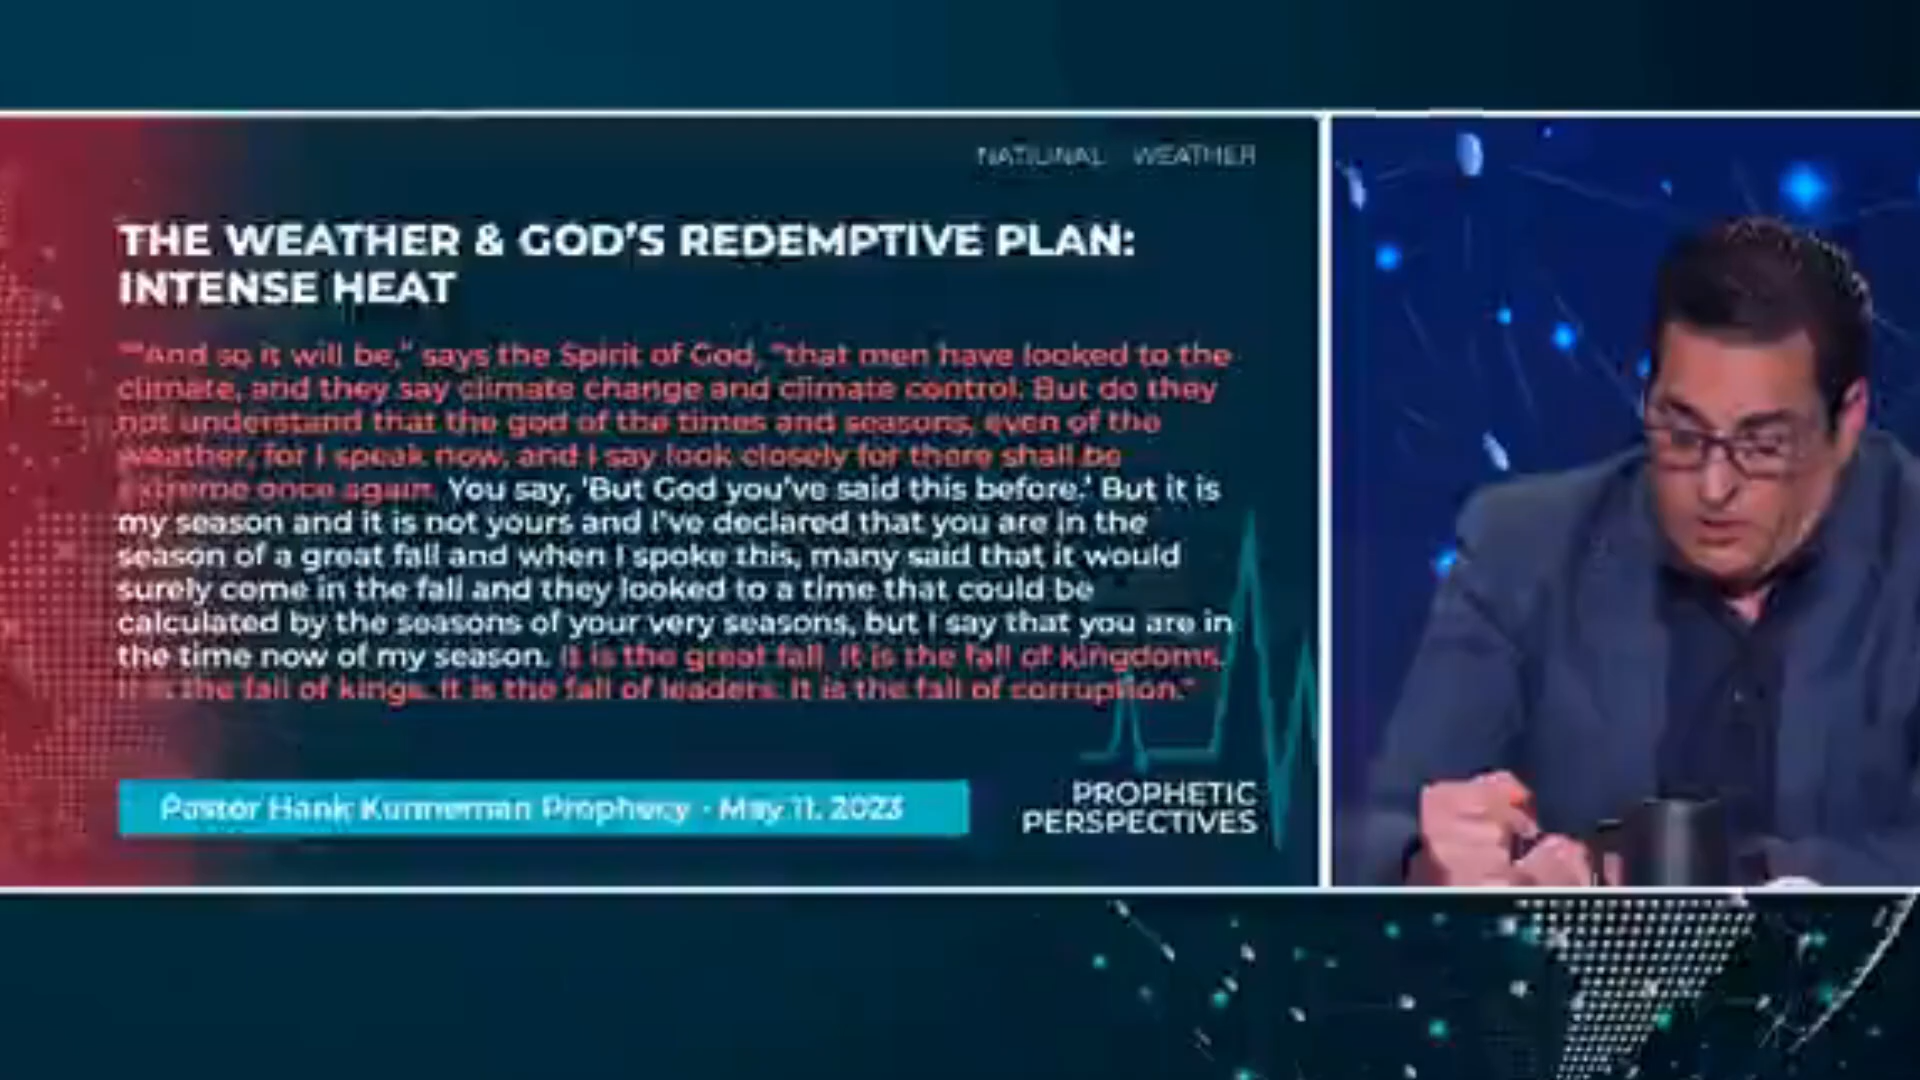 NATIONAL WEATHER
THE WEATHER & GOD'S REDEMPTIVE PLAN:
INTENSE HEAT
"“And so it will be,” says the Spirit of God, “that men have looked to the
climate, and they say climate change and climate control. But do they
not understand that the god of the times and seasons, even of the
weather, for I speak now, and I say look closely for there shall be
extreme once again. You say, 'But God you've said this before.' But it is
my season and it is not yours and I've declared that you are in the
season of a great fall and when I spoke this, many said that it would
surely come in the fall and they looked to a time that could be
calculated by the seasons of your very seasons, but I say that you are in
the time now of my season. It is the great fall. It is the fall of kingdoms.
It is the fall of kings. It is the fall of leaders. It is the fall of corruption."
Pastor Hank Kunneman Prophecy · May 11, 2023
PROPHETIC
PERSPECTIVES